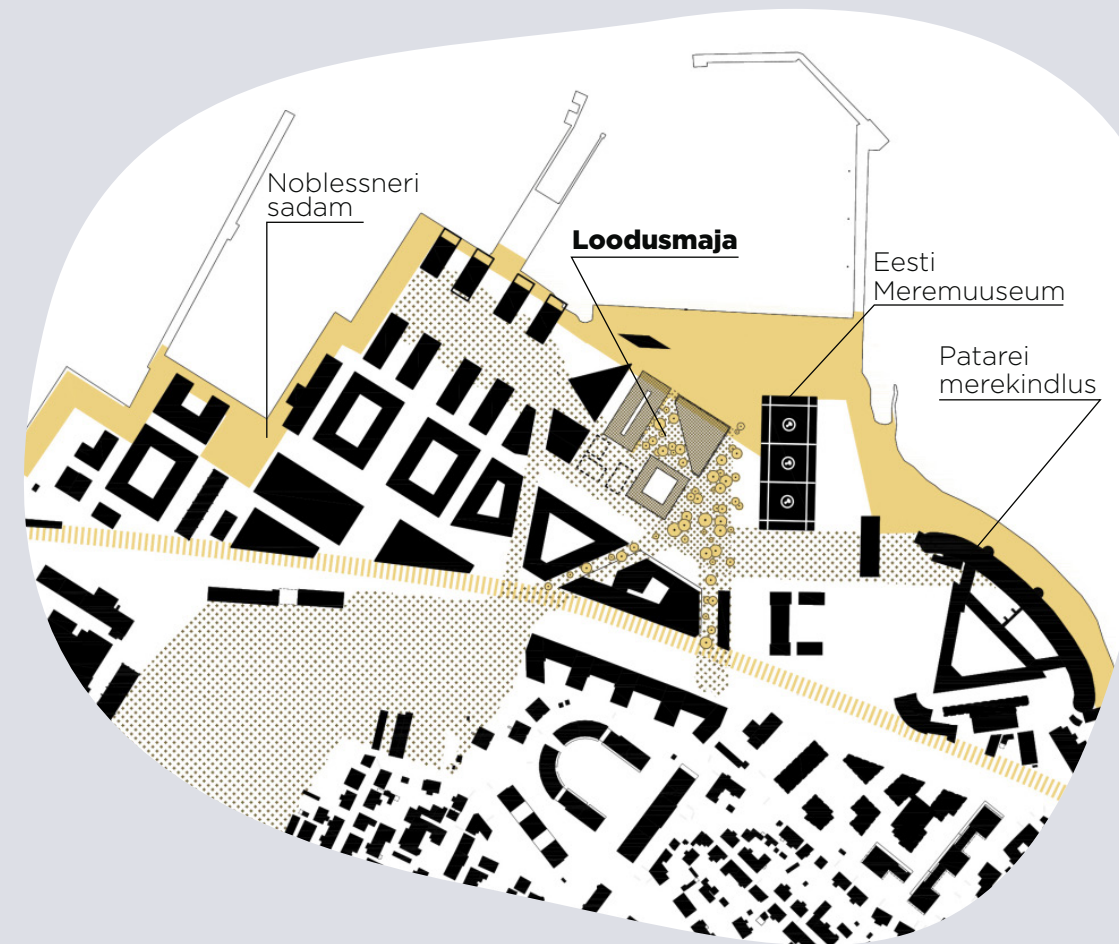 Noblessneri
sadam
Loodusmaja
Eesti
Meremuuseum
Patarei
merekindlus